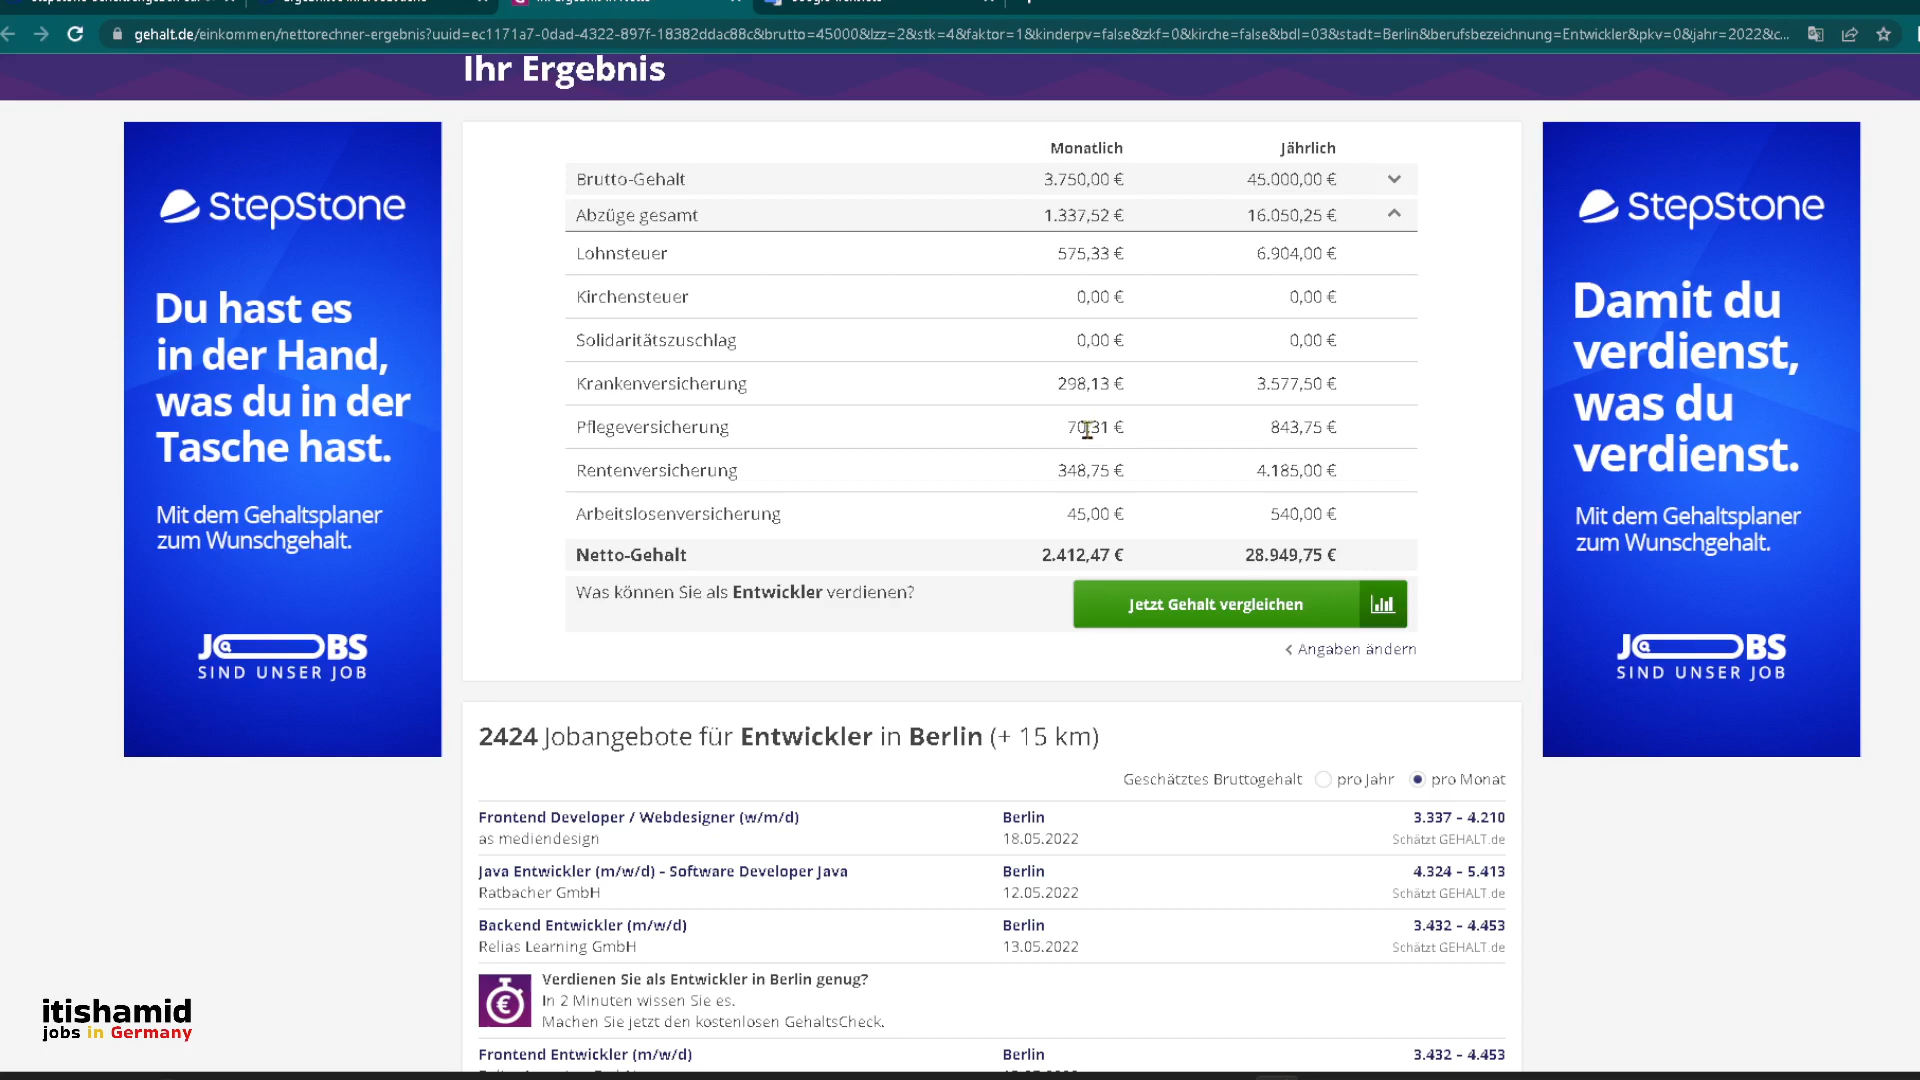 gehalt.de/einkommen/nettorechner-ergebnis?uuid=ec1171a7-0dad-4322-897f-18382ddac88c&brutto=45000&lzz=2&stk=4&faktor=1&kinderpv=false&zkf=0&kirche=false&bdl=03&stadt=Berlin&berufsbezeichnung=Entwickler&pkv=0&jahr=2022&c...
Ihr Ergebnis
StepStone
Du hast es
in der Hand,
was du in der
Tasche hast.
Mit dem Gehaltsplaner
zum Wunschgehalt.
JOBS
SIND UNSER JOB
Monatlich Jährlich
Brutto-Gehalt 3.750,00 € 45.000,00 €
Abzüge gesamt 1.337,52 € 16.050,25 €
Lohnsteuer 575,33 € 6.904,00 €
Kirchensteuer 0,00 € 0,00 €
Solidaritätszuschlag 0,00 € 0,00 €
Krankenversicherung 298,13 € 3.577,50 €
Pflegeversicherung 70,31 € 843,75 €
Rentenversicherung 348,75 € 4.185,00 €
Arbeitslosenversicherung 45,00 € 540,00 €
Netto-Gehalt 2.412,47 € 28.949,75 €
Was können Sie als Entwickler verdienen? Jetzt Gehalt vergleichen
< Angaben ändern
StepStone
Damit du
verdienst,
was du
verdienst.
Mit dem Gehaltsplaner
zum Wunschgehalt.
JOBS
SIND UNSER JOB
2424 Jobangebote für Entwickler in Berlin (+ 15 km)
Geschätztes Bruttogehalt pro Jahr pro Monat
Frontend Developer / Webdesigner (w/m/d) Berlin 3.337 - 4.210
as mediendesign 18.05.2022 Schätzt GEHALT.de
Java Entwickler (m/w/d) - Software Developer Java Berlin 4.324 - 5.413
Ratbacher GmbH 12.05.2022 Schätzt GEHALT.de
Backend Entwickler (m/w/d) Berlin 3.432 - 4.453
Relias Learning GmbH 13.05.2022 Schätzt GEHALT.de
Verdienen Sie als Entwickler in Berlin genug?
In 2 Minuten wissen Sie es.
Machen Sie jetzt den kostenlosen GehaltsCheck.
Frontend Entwickler (m/w/d) Berlin 3.432 - 4.453
itishamid
jobs in Germany